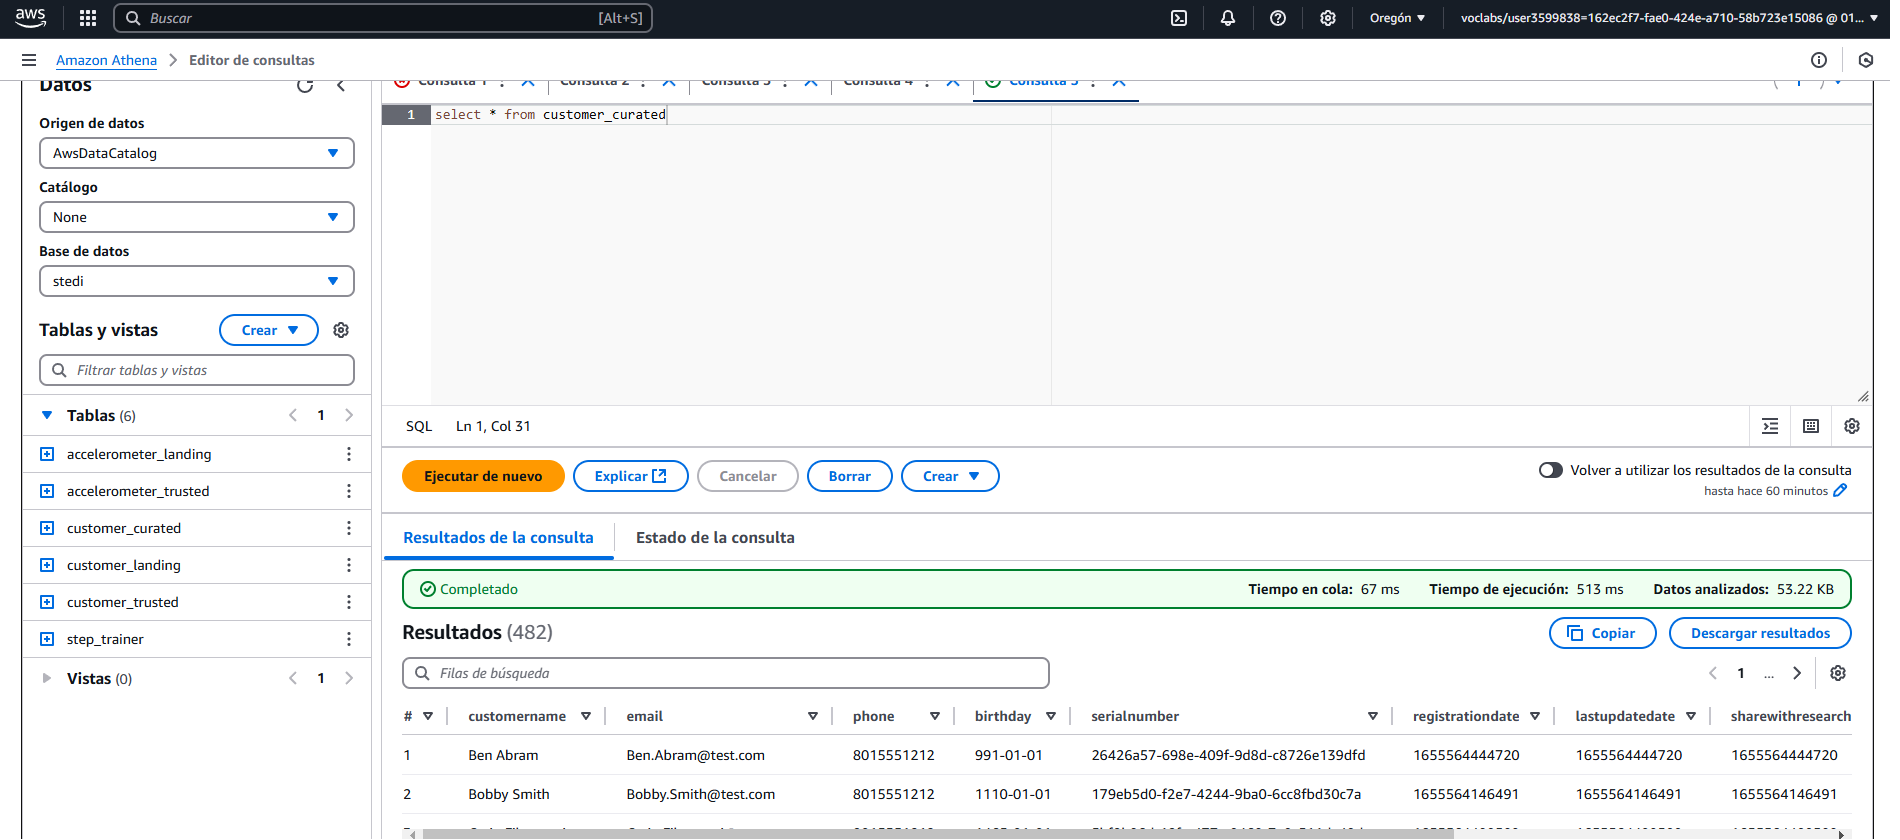 aws
Buscar
[Alt+S]
Oregón
voclabs/user3599838=162ec2f7-fae0-424e-a710-58b723e15086 @ 01...
Amazon Athena
Editor de consultas
Datos
Origen de datos
AwsDataCatalog
Catálogo
None
Base de datos
stedi
Tablas y vistas
Crear
Filtrar tablas y vistas
Tablas (6)
1
accelerometer_landing
accelerometer_trusted
customer_curated
customer_landing
customer_trusted
step_trainer
Vistas (0)
1
Consulta 1
Consulta 2
Consulta 3
Consulta 4
Consulta 5
1
select * from customer_curated
SQL
Ln 1, Col 31
Ejecutar de nuevo
Explicar
Cancelar
Borrar
Crear
Volver a utilizar los resultados de la consulta
hasta hace 60 minutos
Resultados de la consulta
Estado de la consulta
Completado
Tiempo en cola: 67 ms
Tiempo de ejecución: 513 ms
Datos analizados: 53.22 KB
Resultados (482)
Copiar
Descargar resultados
Filas de búsqueda
1
...
# customername email phone birthday serialnumber registrationdate lastupdatedate sharewithresearch
1 Ben Abram Ben.Abram@test.com 8015551212 991-01-01 26426a57-698e-409f-9d8d-c8726e139dfd 1655564444720 1655564444720 1655564444720
2 Bobby Smith Bobby.Smith@test.com 8015551212 1110-01-01 179eb5d0-f2e7-4244-9ba0-6cc8fbd30c7a 1655564146491 1655564146491 1655564146491